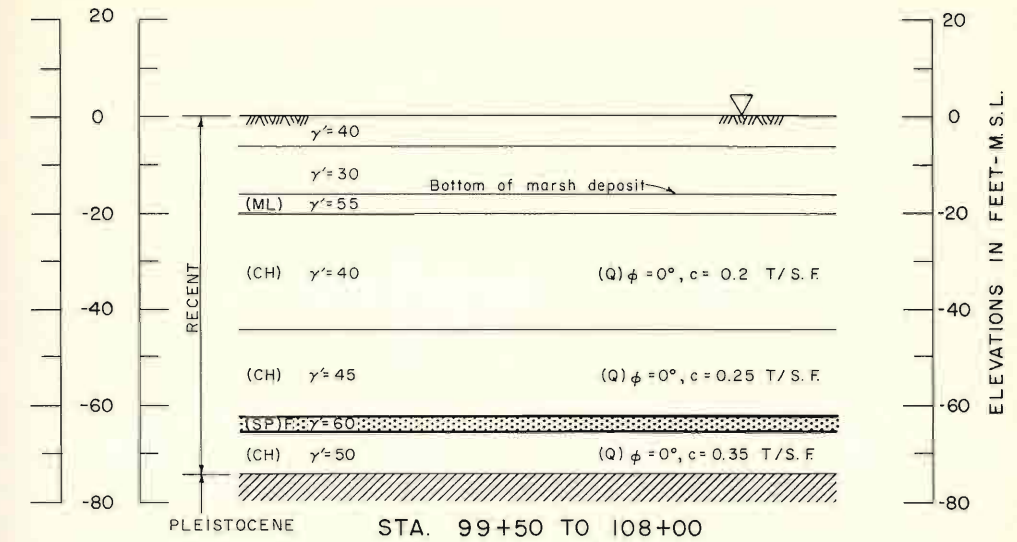 20
20
0
γ'= 40
0
γ'= 30
Bottom of marsh deposit
-20
(ML) γ'= 55
-20
(CH) γ'= 40 (Q) ϕ = 0°, c = 0.2 T/S.F.
-40
-40
RECENT
(CH) γ'= 45 (Q) ϕ = 0°, c = 0.25 T/S.F.
-60
-60
(SP)F γ'= 60
(CH) γ'= 50 (Q) ϕ = 0°, c = 0.35 T/S.F.
-80
-80
PLEISTOCENE
STA. 99+50 TO 108+00
ELEVATIONS IN FEET-M.S.L.